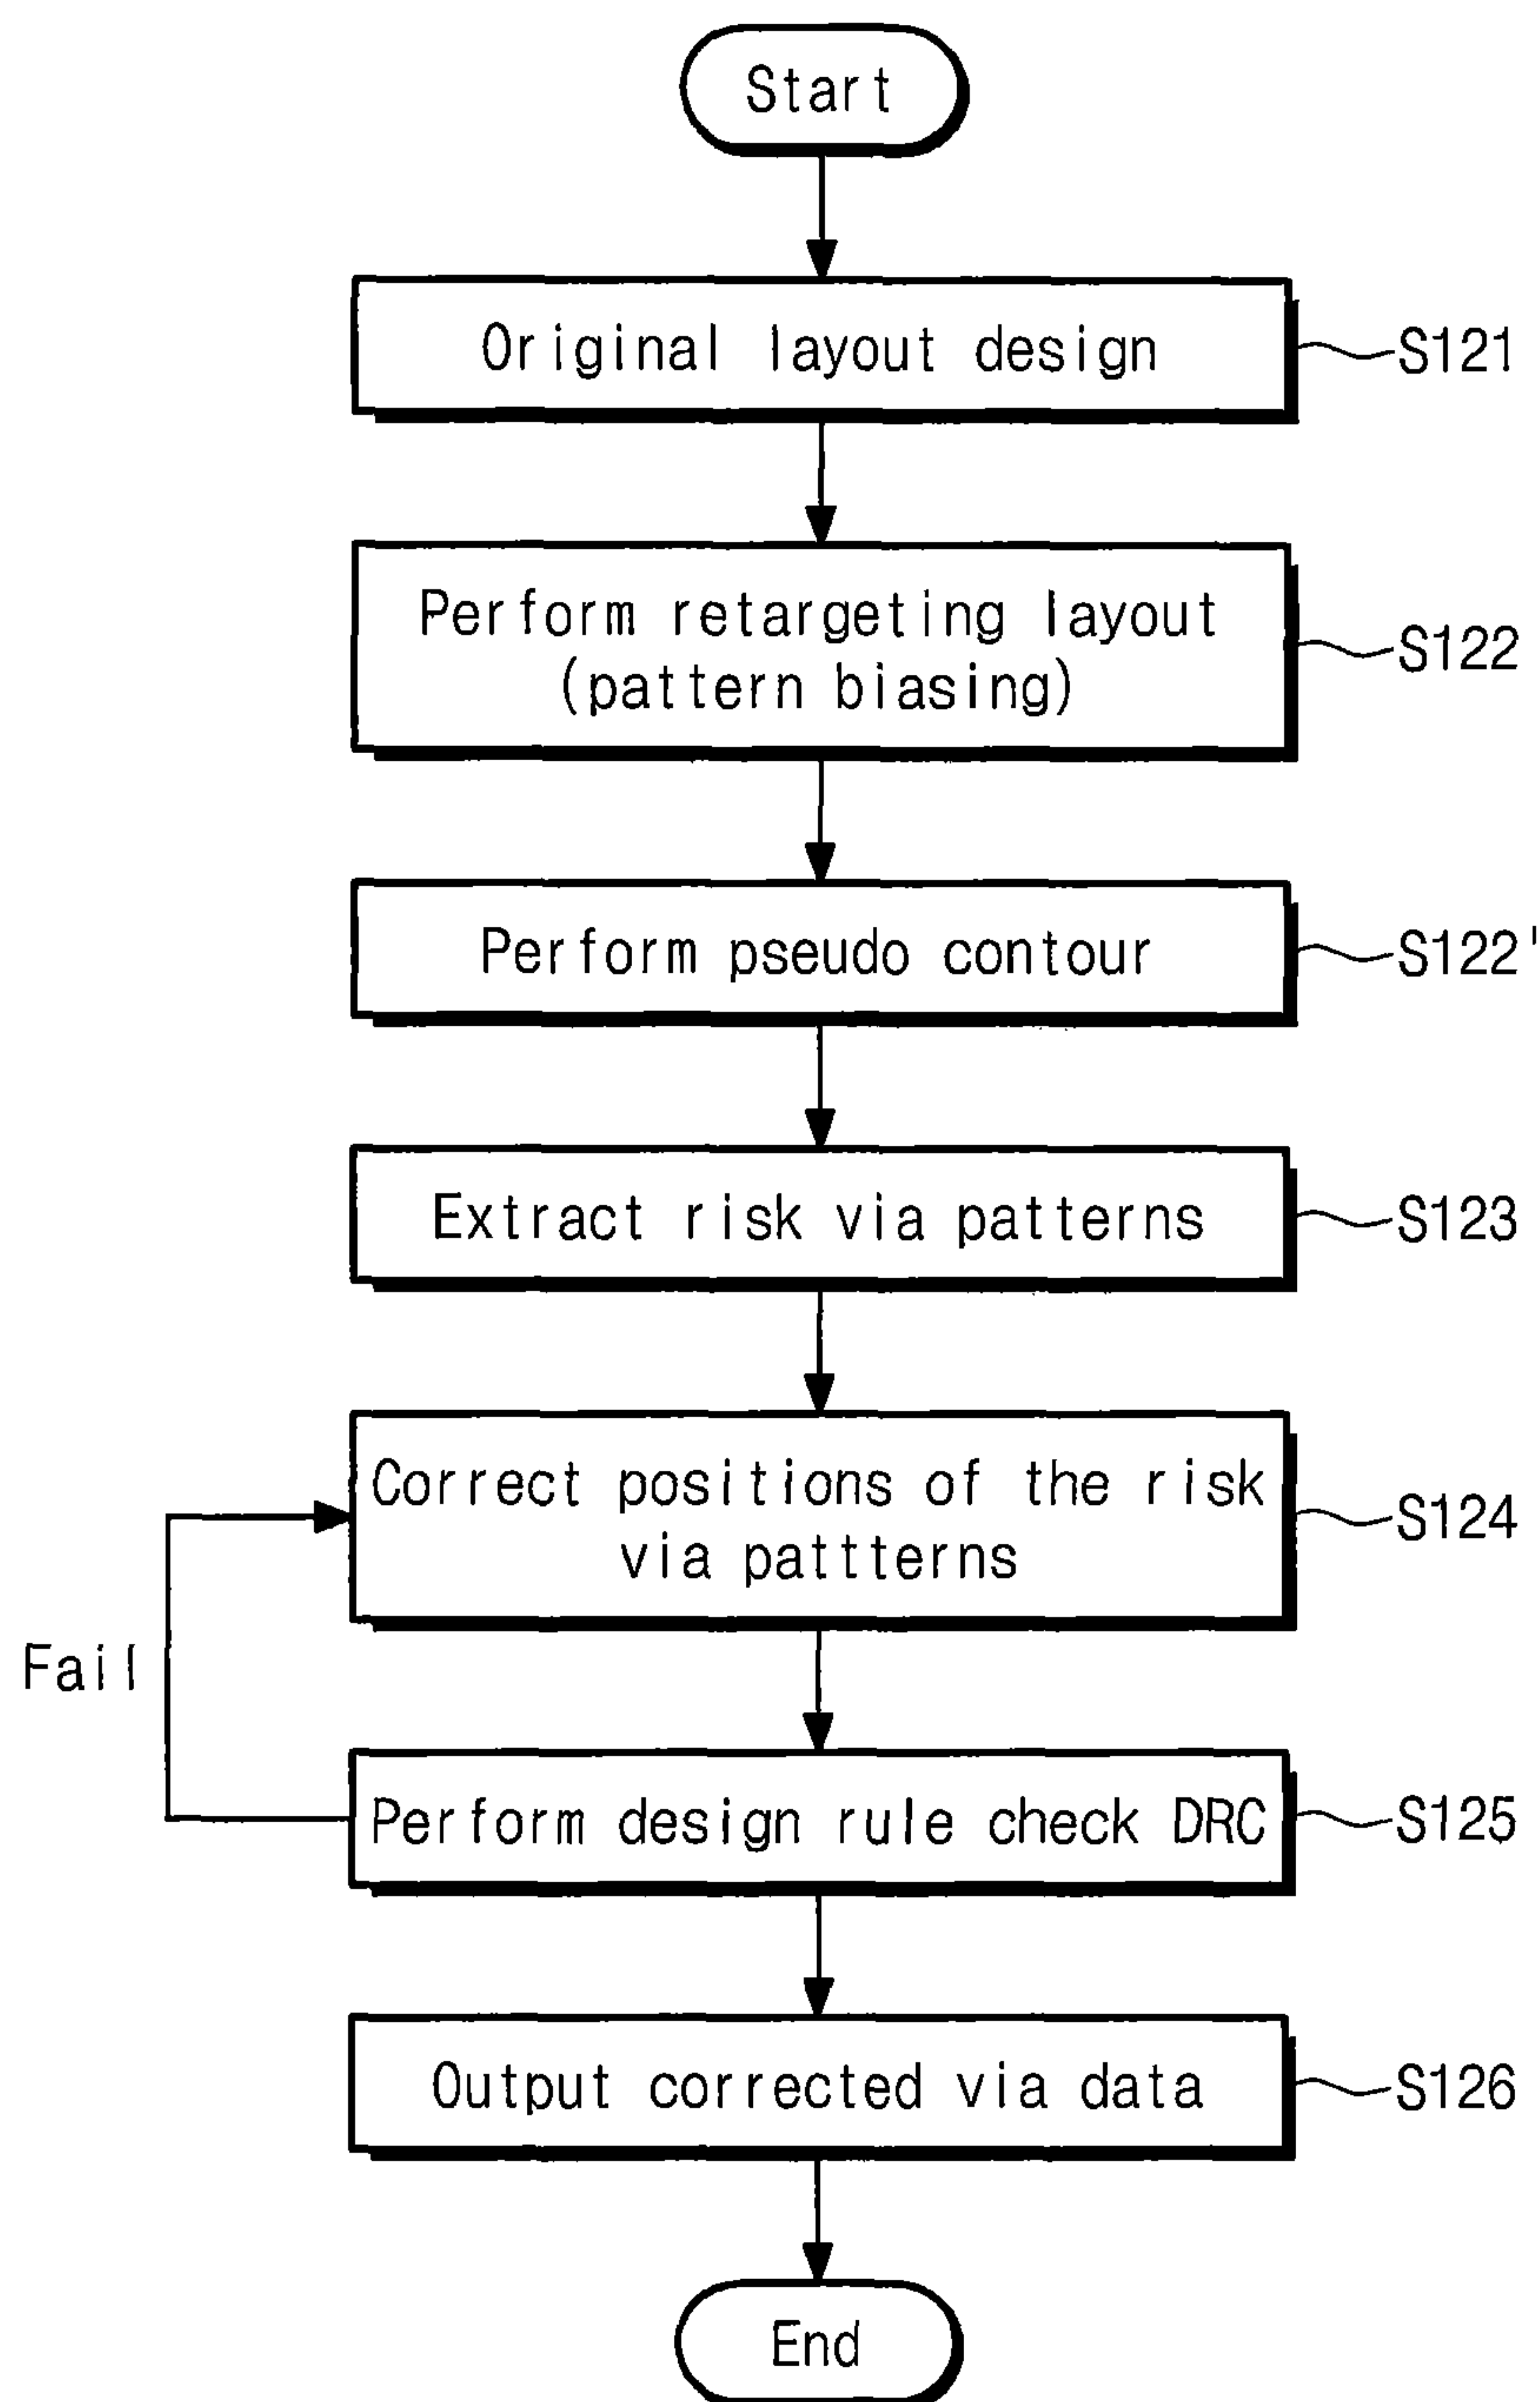 Start
Original layout design
S121
Perform retargeting layout
(pattern biasing)
S122
Perform pseudo contour
S122'
Extract risk via patterns
S123
Correct positions of the risk
via pattterns
S124
Fail
Perform design rule check DRC
S125
Output corrected via data
S126
End